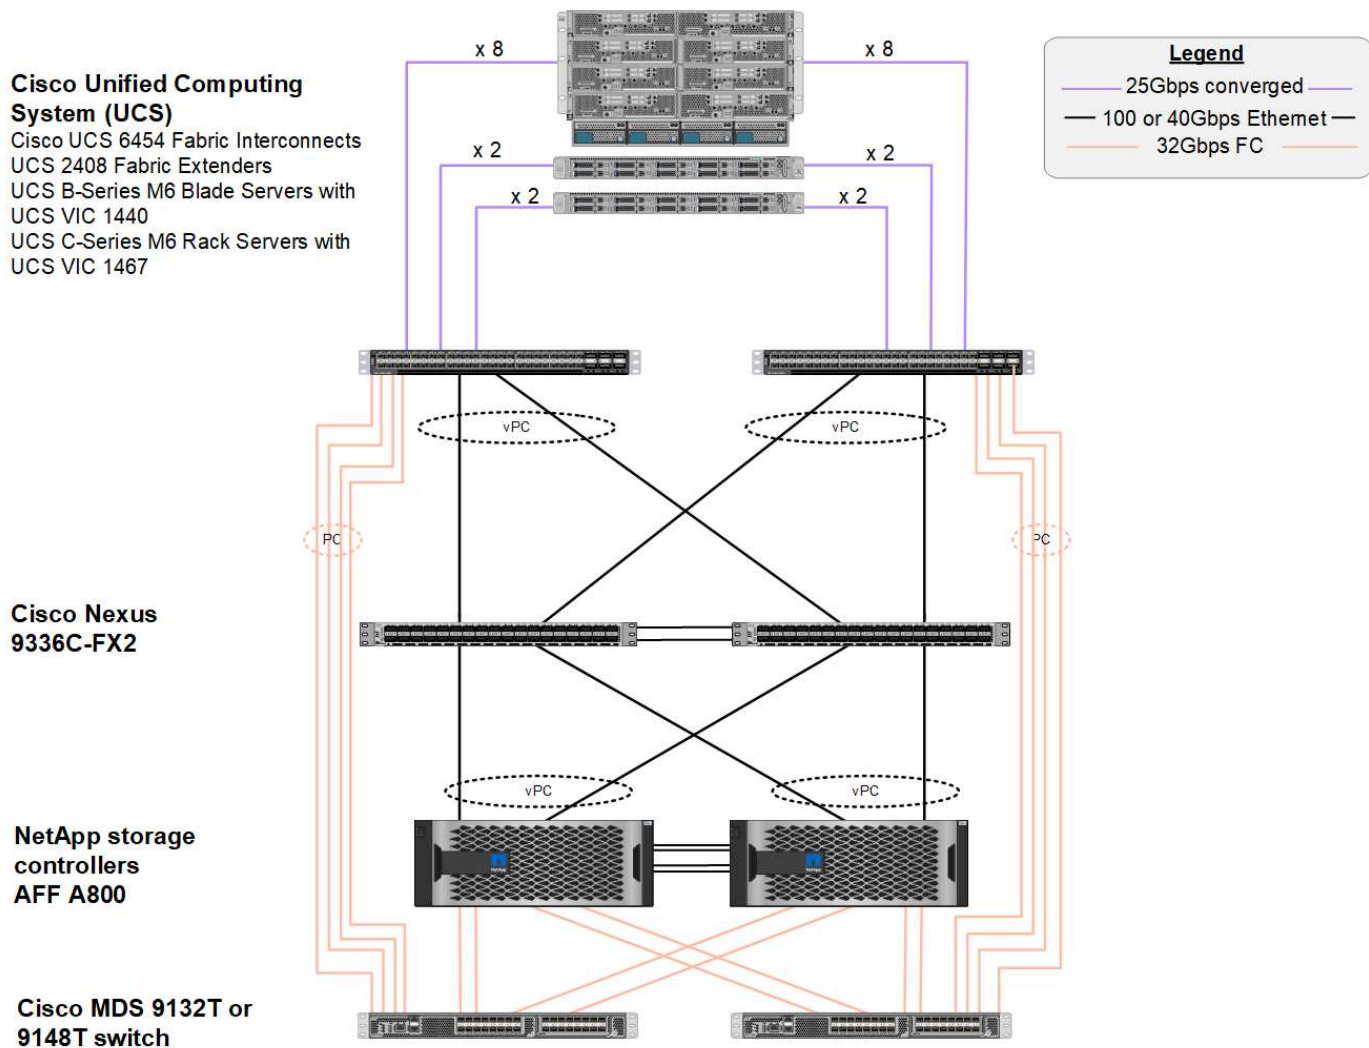 x 8
x 8
Legend
25Gbps converged
100 or 40Gbps Ethernet
32Gbps FC
Cisco Unified Computing
System (UCS)
Cisco UCS 6454 Fabric Interconnects
UCS 2408 Fabric Extenders
UCS B-Series M6 Blade Servers with
UCS VIC 1440
UCS C-Series M6 Rack Servers with
UCS VIC 1467
x 2
x 2
x 2
x 2
vPC
vPC
PC
PC
Cisco Nexus
9336C-FX2
vPC
vPC
NetApp storage
controllers
AFF A800
NetApp
NetApp
Cisco MDS 9132T or
9148T switch